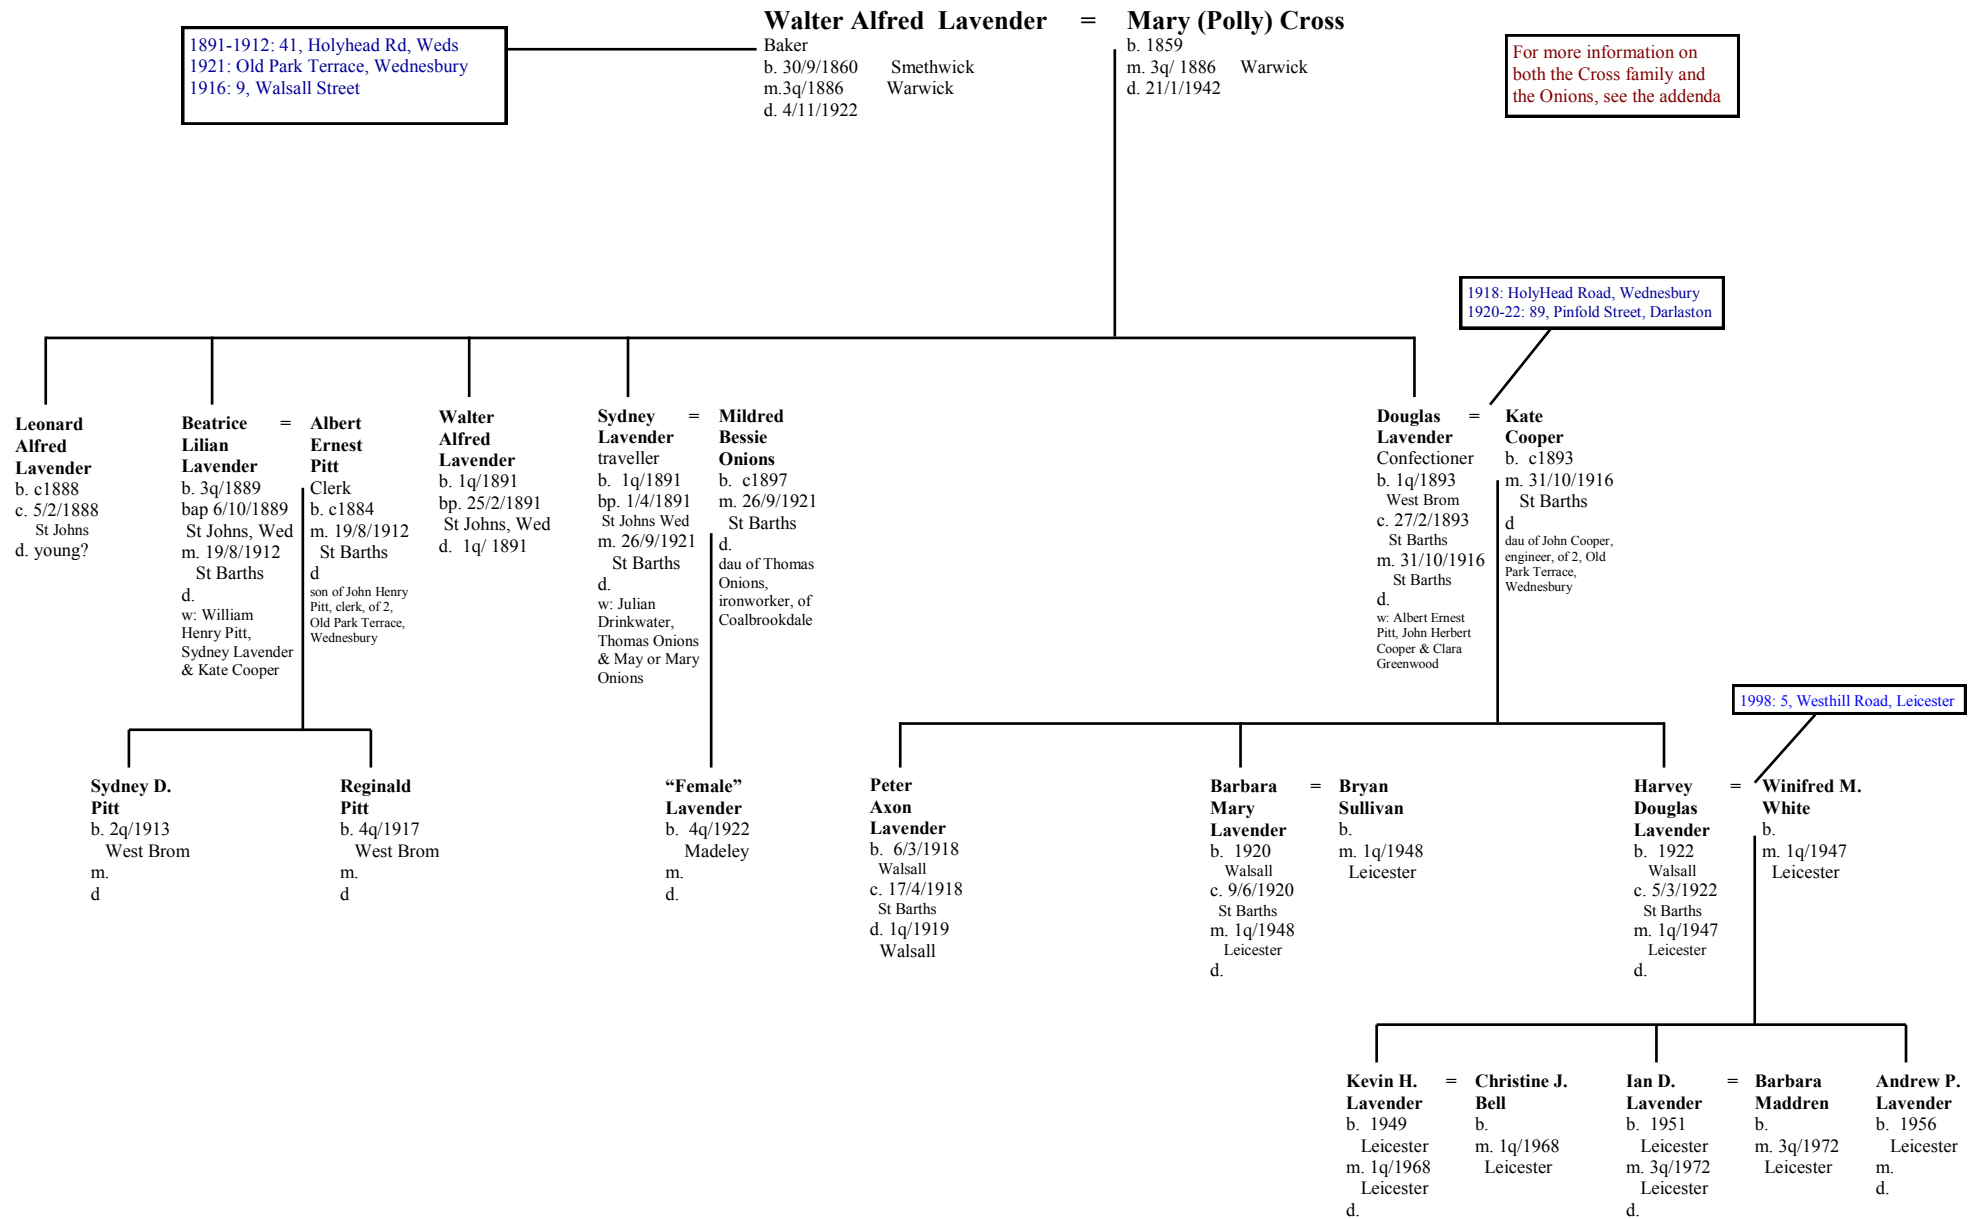 Walter Alfred Lavender = Mary (Polly) Cross
1891-1912: 41, Holyhead Rd, Weds
1921: Old Park Terrace, Wednesbury
1916: 9, Walsall Street
Baker
b. 30/9/1860 Smethwick
m.3q/1886 Warwick
d. 4/11/1922
b. 1859
m. 3q/ 1886 Warwick
d. 21/1/1942
For more information on
both the Cross family and
the Onions, see the addenda
1918: HolyHead Road, Wednesbury
1920-22: 89, Pinfold Street, Darlaston
Leonard
Alfred
Lavender
b. c1888
c. 5/2/1888
St Johns
d. young?
Beatrice =
Lilian
Lavender
b. 3q/1889
bap 6/10/1889
St Johns, Wed
m. 19/8/1912
St Barths
d.
w: William
Henry Pitt,
Sydney Lavender
& Kate Cooper
Albert
Ernest
Pitt
Clerk
b. c1884
m. 19/8/1912
St Barths
d
son of John Henry
Pitt, clerk, of 2,
Old Park Terrace,
Wednesbury
Walter
Alfred
Lavender
b. 1q/1891
bp. 25/2/1891
St Johns, Wed
d. 1q/ 1891
Sydney =
Lavender
traveller
b. 1q/1891
bp. 1/4/1891
St Johns Wed
m. 26/9/1921
St Barths
d.
w: Julian
Drinkwater,
Thomas Onions
& May or Mary
Onions
Mildred
Bessie
Onions
b. c1897
m. 26/9/1921
St Barths
d.
dau of Thomas
Onions,
ironworker, of
Coalbrookdale
Douglas =
Lavender
Confectioner
b. 1q/1893
West Brom
c. 27/2/1893
St Barths
m. 31/10/1916
St Barths
d.
w: Albert Ernest
Pitt, John Herbert
Cooper & Clara
Greenwood
Kate
Cooper
b. c1893
m. 31/10/1916
St Barths
d
dau of John Cooper,
engineer, of 2, Old
Park Terrace,
Wednesbury
1998: 5, Westhill Road, Leicester
Sydney D.
Pitt
b. 2q/1913
West Brom
m.
d
Reginald
Pitt
b. 4q/1917
West Brom
m.
d
“Female”
Lavender
b. 4q/1922
Madeley
m.
d.
Peter
Axon
Lavender
b. 6/3/1918
Walsall
c. 17/4/1918
St Barths
d. 1q/1919
Walsall
Barbara =
Mary
Lavender
b. 1920
Walsall
c. 9/6/1920
St Barths
m. 1q/1948
Leicester
d.
Bryan
Sullivan
b.
m. 1q/1948
Leicester
Harvey =
Douglas
Lavender
b. 1922
Walsall
c. 5/3/1922
St Barths
m. 1q/1947
Leicester
d.
Winifred M.
White
b.
m. 1q/1947
Leicester
Kevin H. =
Lavender
b. 1949
Leicester
m. 1q/1968
Leicester
d.
Christine J.
Bell
b.
m. 1q/1968
Leicester
Ian D. =
Lavender
b. 1951
Leicester
m. 3q/1972
Leicester
d.
Barbara
Maddren
b.
m. 3q/1972
Leicester
Andrew P.
Lavender
b. 1956
Leicester
m.
d.